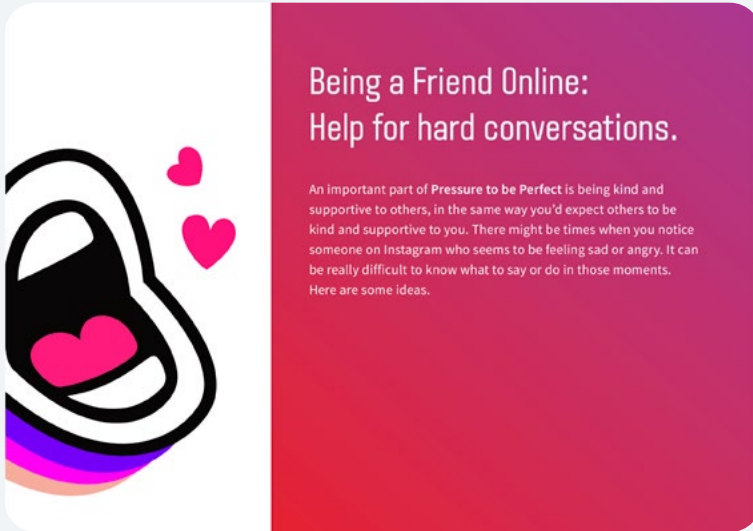 Being a Friend Online:
Help for hard conversations.
An important part of Pressure to be Perfect is being kind and
supportive to others, in the same way you’d expect others to be
kind and supportive to you. There might be times when you notice
someone on Instagram who seems to be feeling sad or angry. It can
be really difficult to know what to say or do in those moments.
Here are some ideas.